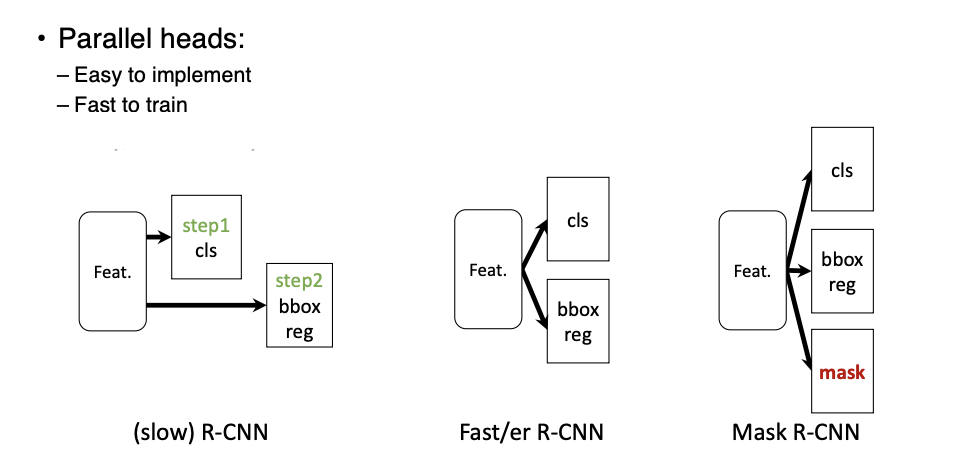 • Parallel heads:
– Easy to implement
– Fast to train
Feat.
step1
cls
step2
bbox
reg
(slow) R-CNN
Feat.
cls
bbox
reg
Fast/er R-CNN
Feat.
cls
bbox
reg
mask
Mask R-CNN